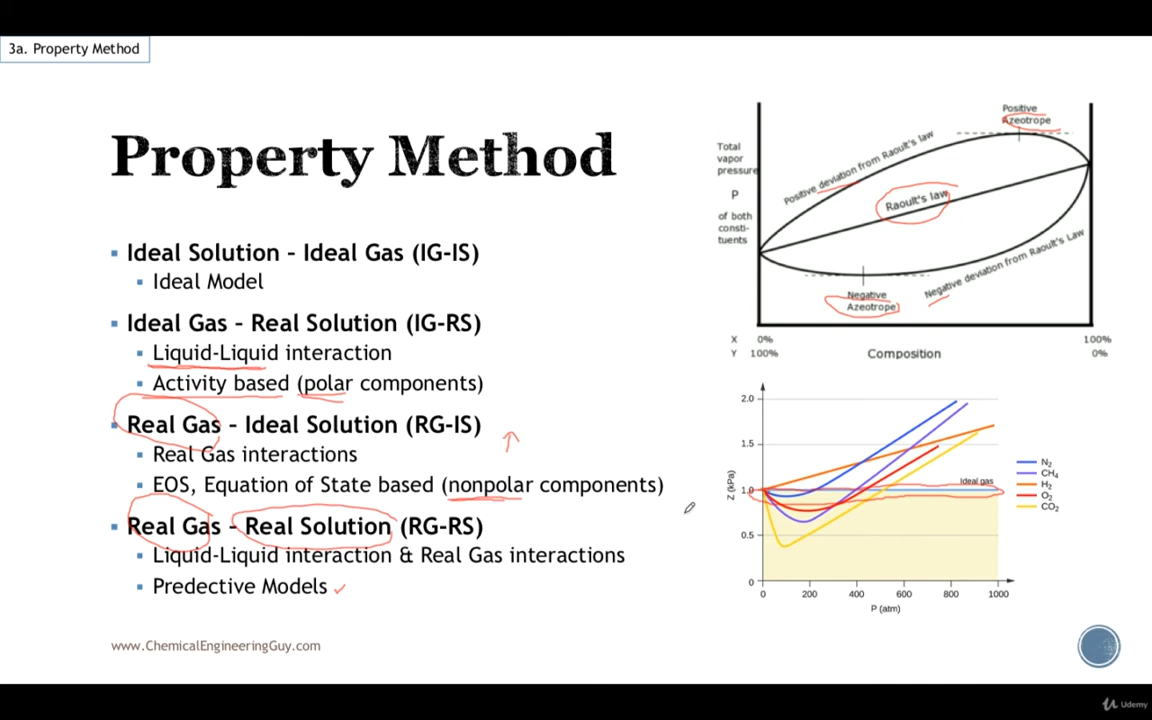 3a. Property Method
Property Method
Ideal Solution - Ideal Gas (IG-IS)
Ideal Model
Ideal Gas - Real Solution (IG-RS)
Liquid-Liquid interaction
Activity based (polar components)
Real Gas - Ideal Solution (RG-IS)
Real Gas interactions
EOS, Equation of State based (nonpolar components)
Real Gas - Real Solution (RG-RS)
Liquid-Liquid interaction & Real Gas interactions
Predective Models
www.ChemicalEngineeringGuy.com
Positive
Azeotrope
Total
vapor
pressure
P
of both
consti-
tuents
Positive deviation from Raoult's law
Raoult's law
Negative deviation from Raoult's Law
Negative
Azeotrope
X 0% 100%
Y 100% Composition 0%
2.0
1.5
1.0
0.5
0
Z (kPa)
Ideal gas
N₂
CH₄
H₂
O₂
CO₂
0 200 400 600 800 1000
P (atm)
Udemy